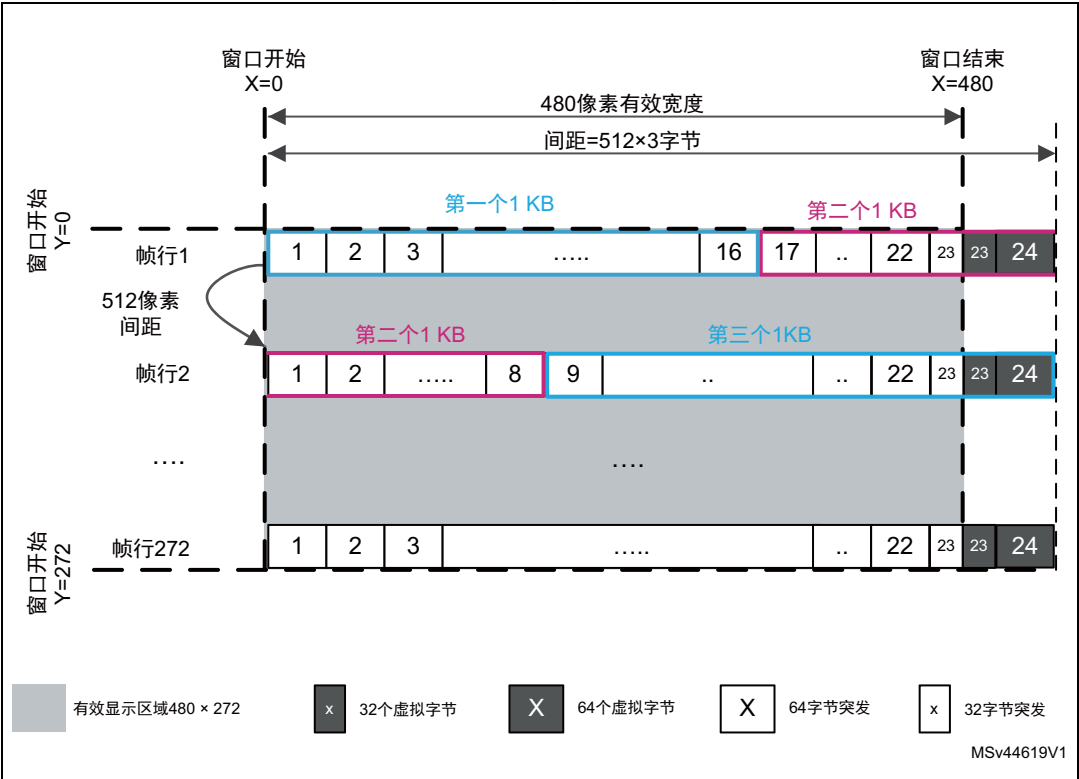 窗口开始
X=0
窗口结束
X=480
480像素有效宽度
间距=512×3字节
窗口开始
Y=0
第一个1 KB
第二个1 KB
帧行1
1 2 3 ..... 16 17 .. 22 23 23 24
512像素
间距
第二个1 KB
第三个1KB
帧行2
1 2 ..... 8 9 .. .. 22 23 23 24
....
....
窗口开始
Y=272
帧行272
1 2 3 ..... .. 22 23 23 24
有效显示区域480 × 272
x 32个虚拟字节
X 64个虚拟字节
X 64字节突发
x 32字节突发
MSv44619V1